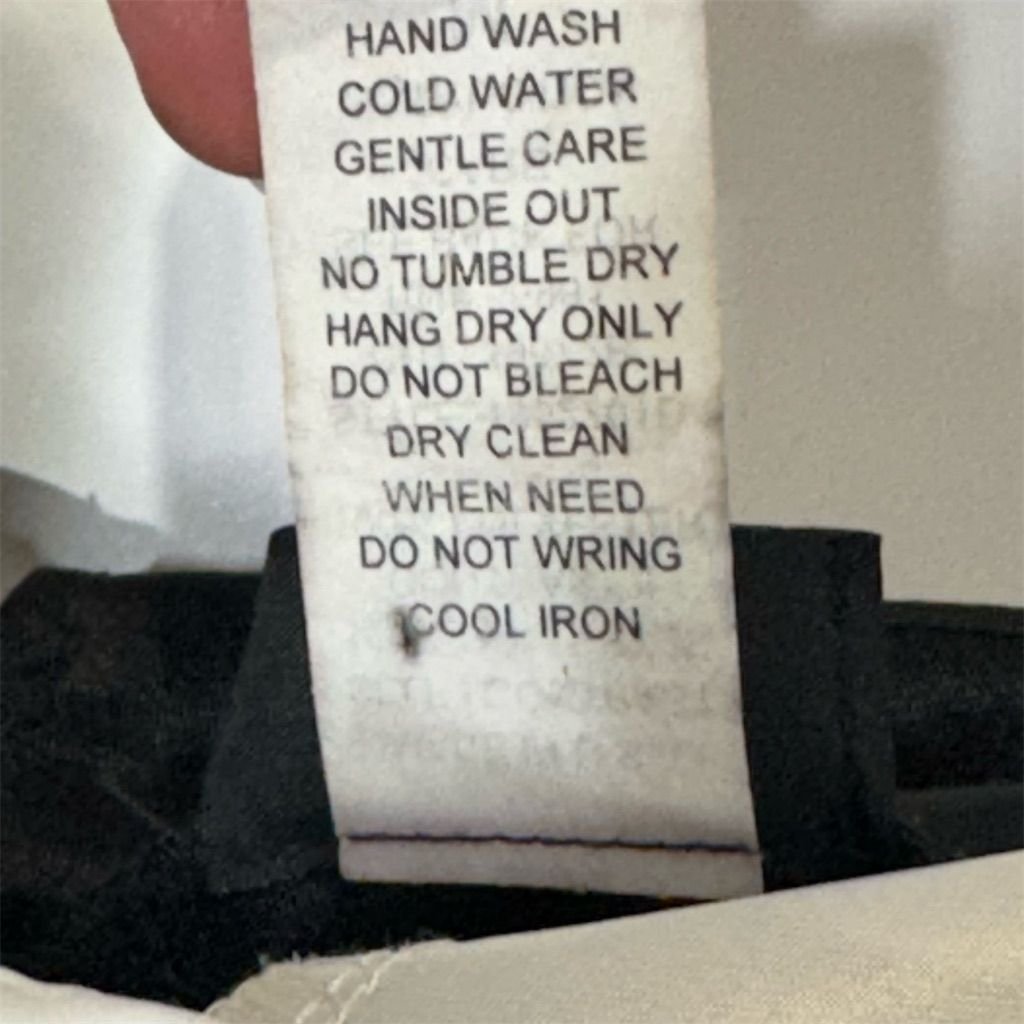 HAND WASH
COLD WATER
GENTLE CARE
INSIDE OUT
NO TUMBLE DRY
HANG DRY ONLY
DO NOT BLEACH
DRY CLEAN
WHEN NEED
DO NOT WRING
COOL IRON